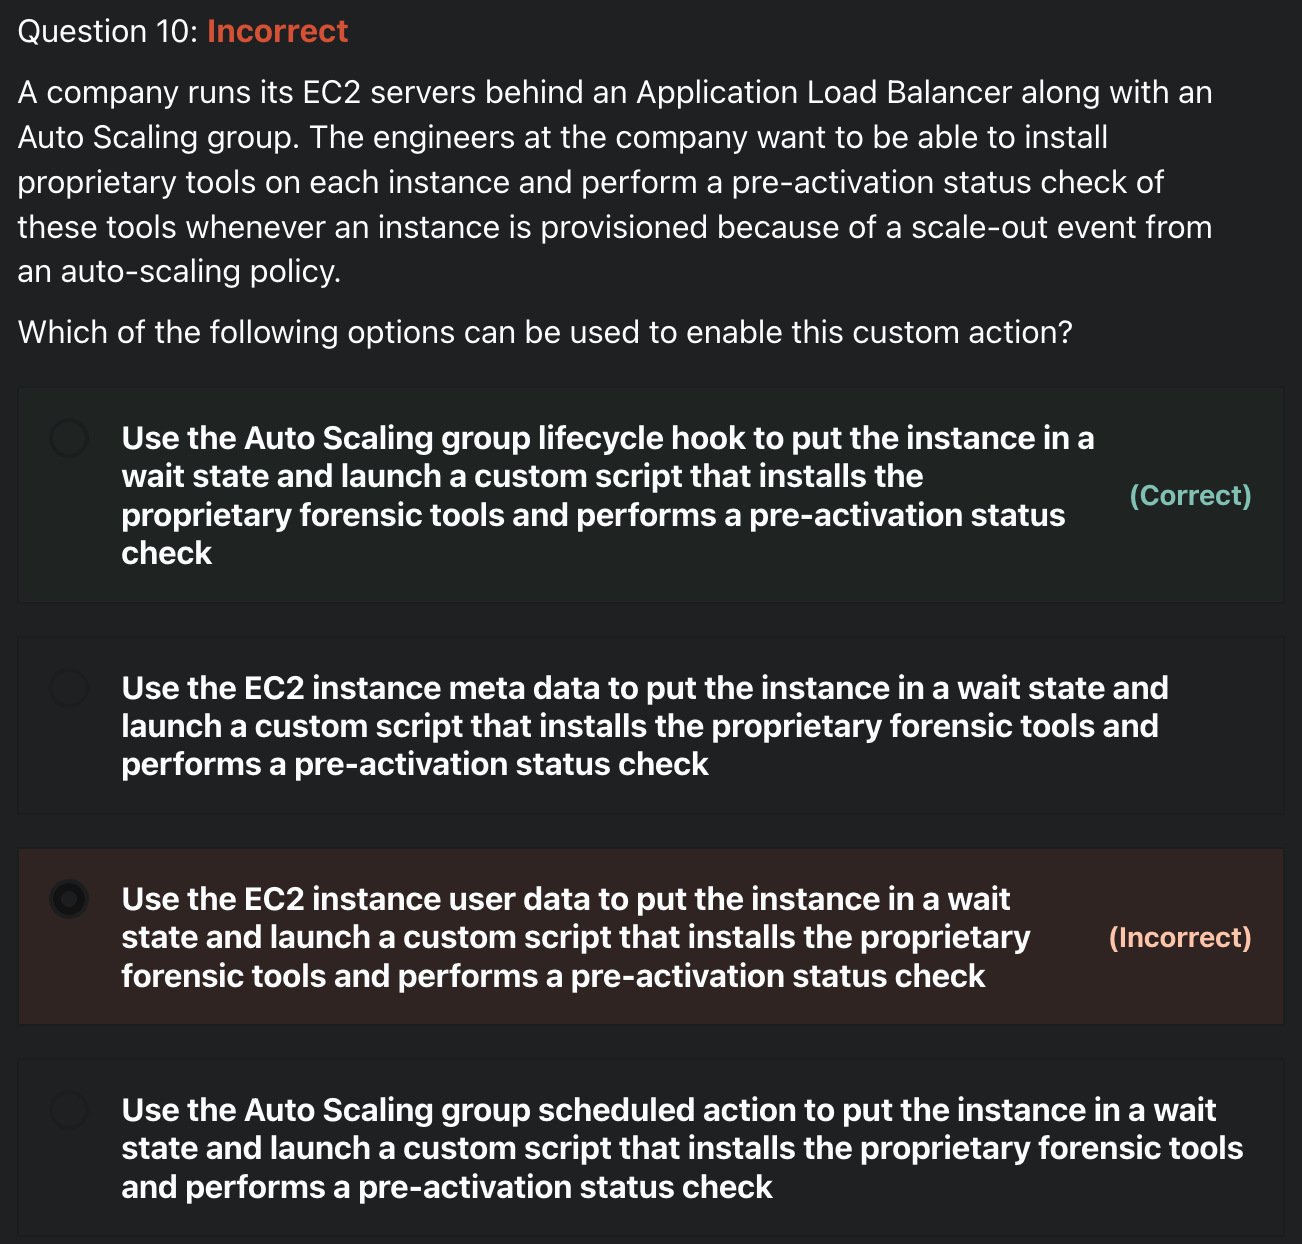 Question 10: Incorrect
A company runs its EC2 servers behind an Application Load Balancer along with an
Auto Scaling group. The engineers at the company want to be able to install
proprietary tools on each instance and perform a pre-activation status check of
these tools whenever an instance is provisioned because of a scale-out event from
an auto-scaling policy.
Which of the following options can be used to enable this custom action?
Use the Auto Scaling group lifecycle hook to put the instance in a
wait state and launch a custom script that installs the
proprietary forensic tools and performs a pre-activation status
check
(Correct)
Use the EC2 instance meta data to put the instance in a wait state and
launch a custom script that installs the proprietary forensic tools and
performs a pre-activation status check
Use the EC2 instance user data to put the instance in a wait
state and launch a custom script that installs the proprietary
forensic tools and performs a pre-activation status check
(Incorrect)
Use the Auto Scaling group scheduled action to put the instance in a wait
state and launch a custom script that installs the proprietary forensic tools
and performs a pre-activation status check